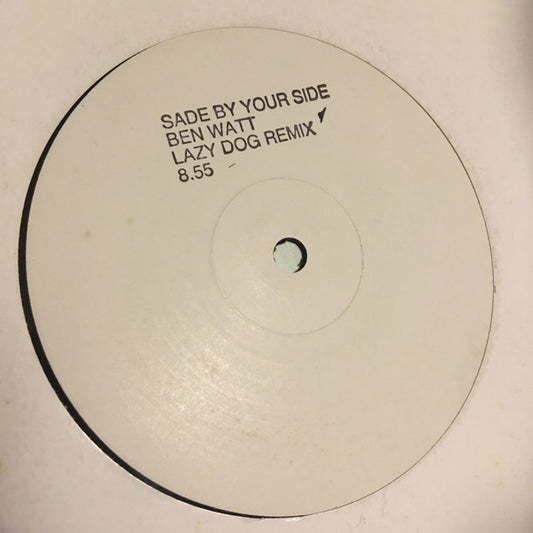 SADE BY YOUR SIDE
BEN WATT
LAZY DOG REMIX
8.55